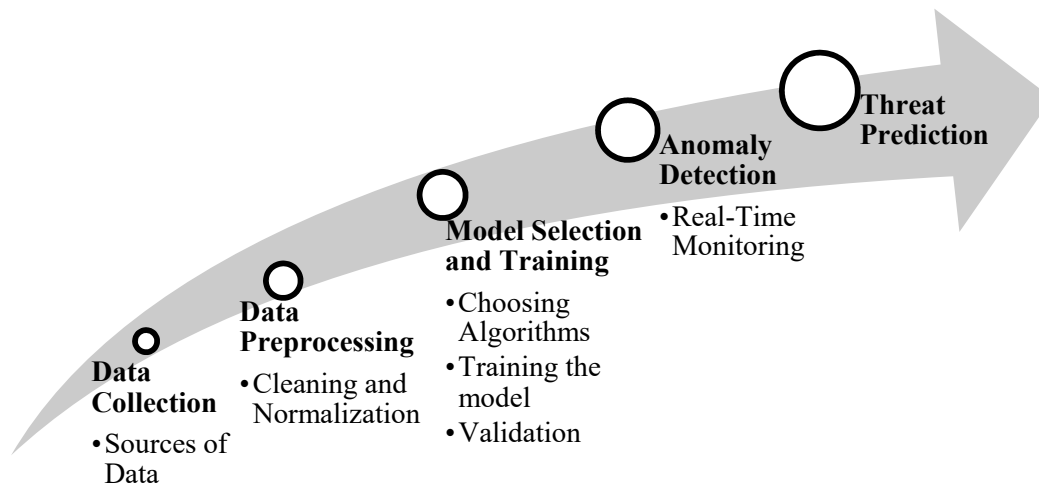 Data
Collection
•Sources of
Data
Data
Preprocessing
•Cleaning and
Normalization
Model Selection
and Training
•Choosing
Algorithms
•Training the
model
•Validation
Anomaly
Detection
•Real-Time
Monitoring
Threat
Prediction